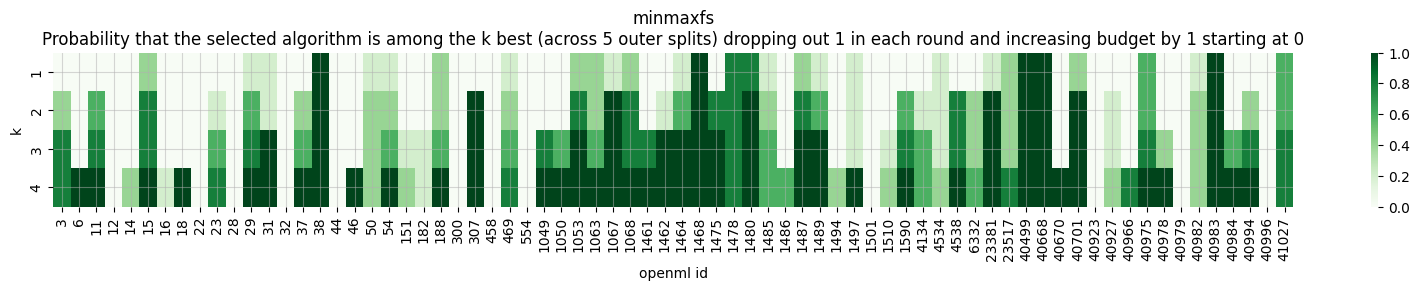 minmaxfs
Probability that the selected algorithm is among the k best (across 5 outer splits) dropping out 1 in each round and increasing budget by 1 starting at 0
k
1
2
3
4
3 6 11 12 14 15 16 18 22 23 28 29 31 32 37 38 44 46 50 54 151 182 188 300 307 458 469 554 1049 1050 1053 1063 1067 1068 1461 1462 1464 1468 1475 1478 1480 1485 1486 1487 1489 1494 1497 1501 1510 1590 4134 4534 4538 6332 23381 23517 40499 40668 40670 40701 40923 40927 40966 40975 40978 40979 40982 40983 40984 40994 40996 41027
openml id
1.0
0.8
0.6
0.4
0.2
0.0